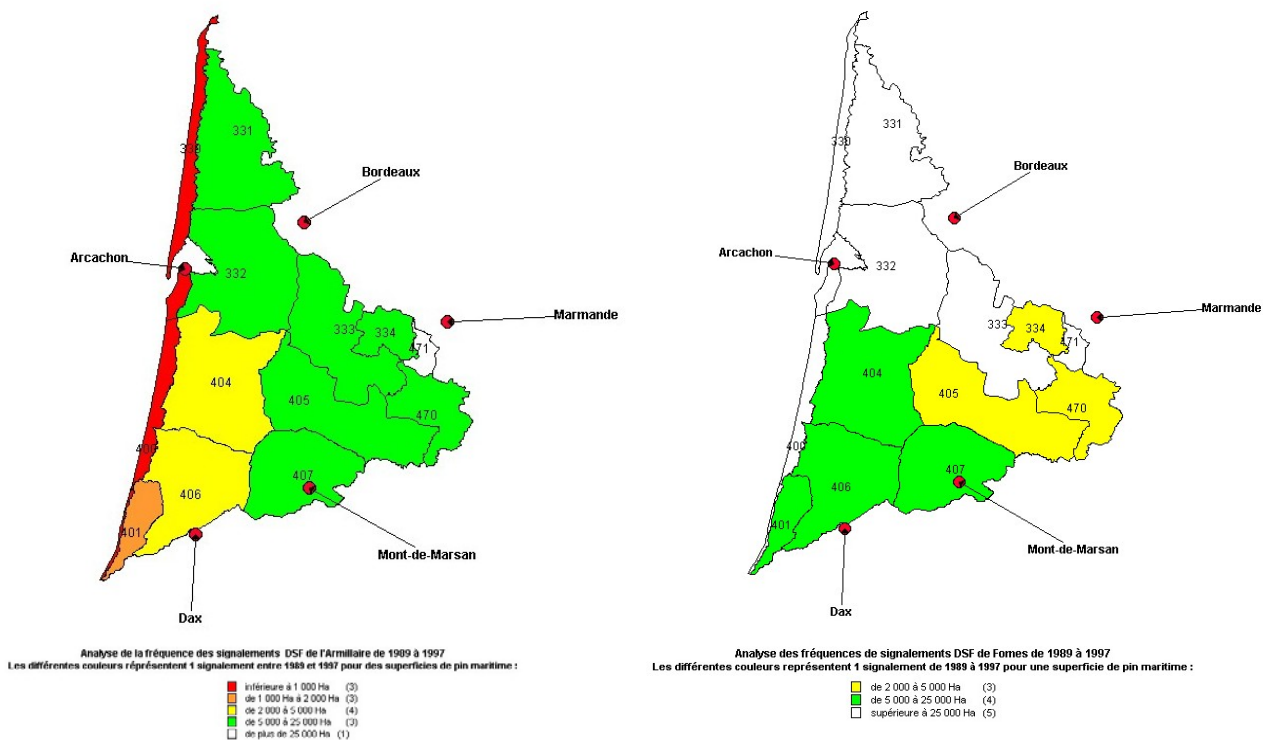 331
330
Bordeaux
Arcachon
332
Marmande
333
334
471
404
405
470
400
407
406
401
Mont-de-Marsan
Dax
Analyse de la fréquence des signalements DSF de l'Armillaire de 1989 à 1997
Les différentes couleurs réprésentent 1 signalement entre 1989 et 1997 pour des superficies de pin maritime :
inférieure à 1 000 Ha (3)
de 1 000 Ha à 2 000 Ha (3)
de 2 000 à 5 000 Ha (4)
de 5 000 à 25 000 Ha (3)
de plus de 25 000 Ha (1)
331
330
Bordeaux
Arcachon
332
Marmande
333
334
471
404
405
470
400
407
406
401
Mont-de-Marsan
Dax
Analyse des fréquences de signalements DSF de Fomes de 1989 à 1997
Les différentes couleurs représentent 1 signalement de 1989 à 1997 pour une superficie de pin maritime :
de 2 000 à 5 000 Ha (3)
de 5 000 à 25 000 Ha (4)
supérieure à 25 000 Ha (5)